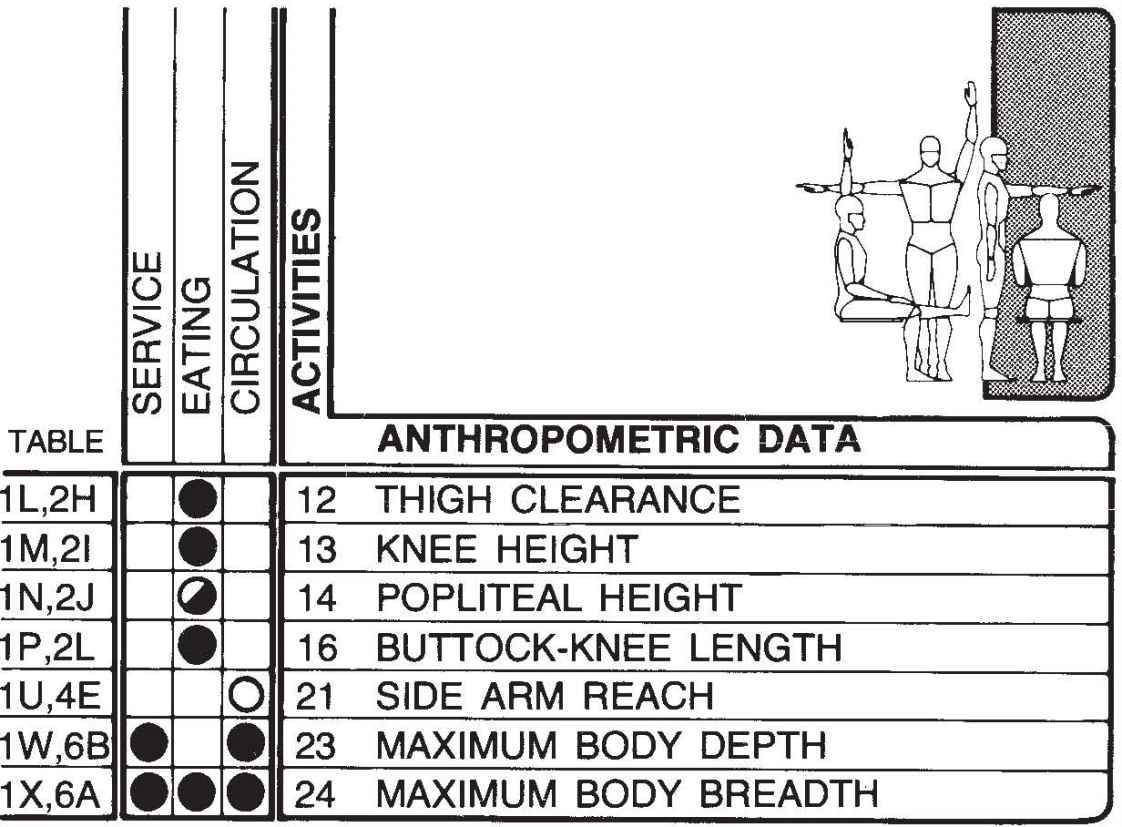 SERVICE
EATING
CIRCULATION
ACTIVITIES
TABLE ANTHROPOMETRIC DATA
1L,2H 12 THIGH CLEARANCE
1M,2I 13 KNEE HEIGHT
1N,2J 14 POPLITEAL HEIGHT
1P,2L 16 BUTTOCK-KNEE LENGTH
1U,4E 21 SIDE ARM REACH
1W,6B 23 MAXIMUM BODY DEPTH
1X,6A 24 MAXIMUM BODY BREADTH